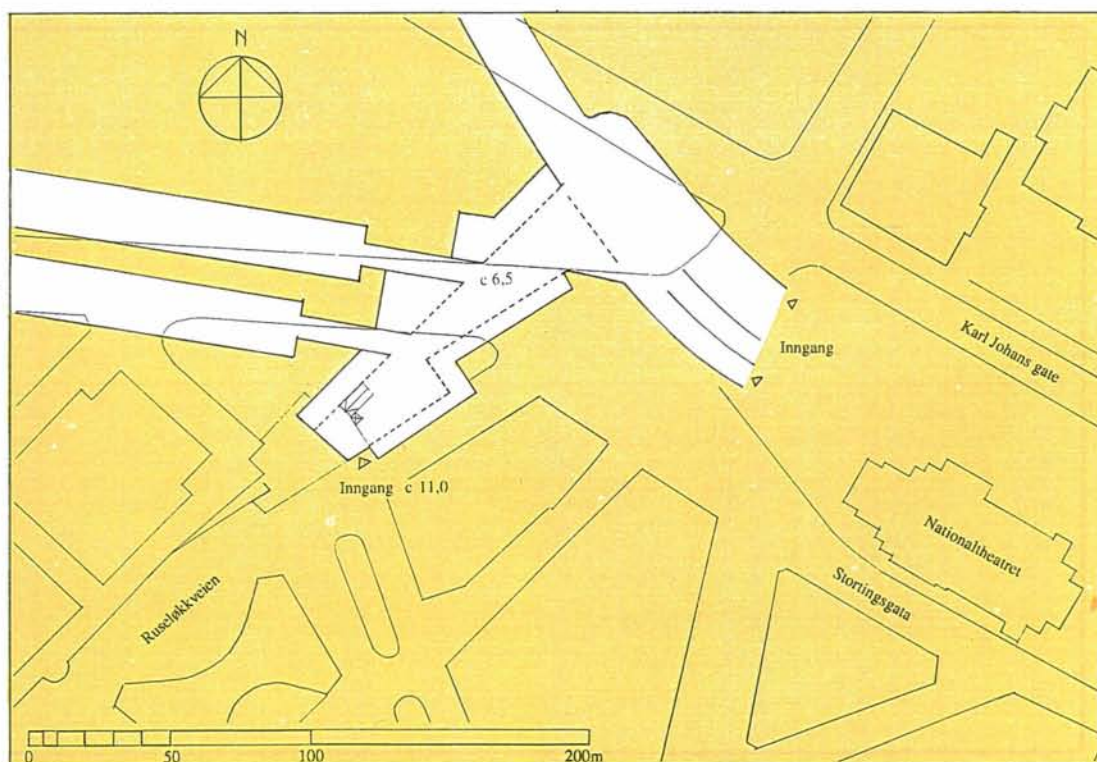 N
c 6,5
Inngang
Karl Johans gate
Inngang c 11,0
Nationaltheatret
Stortingsgata
Ruseløkkveien
0 50 100 200m